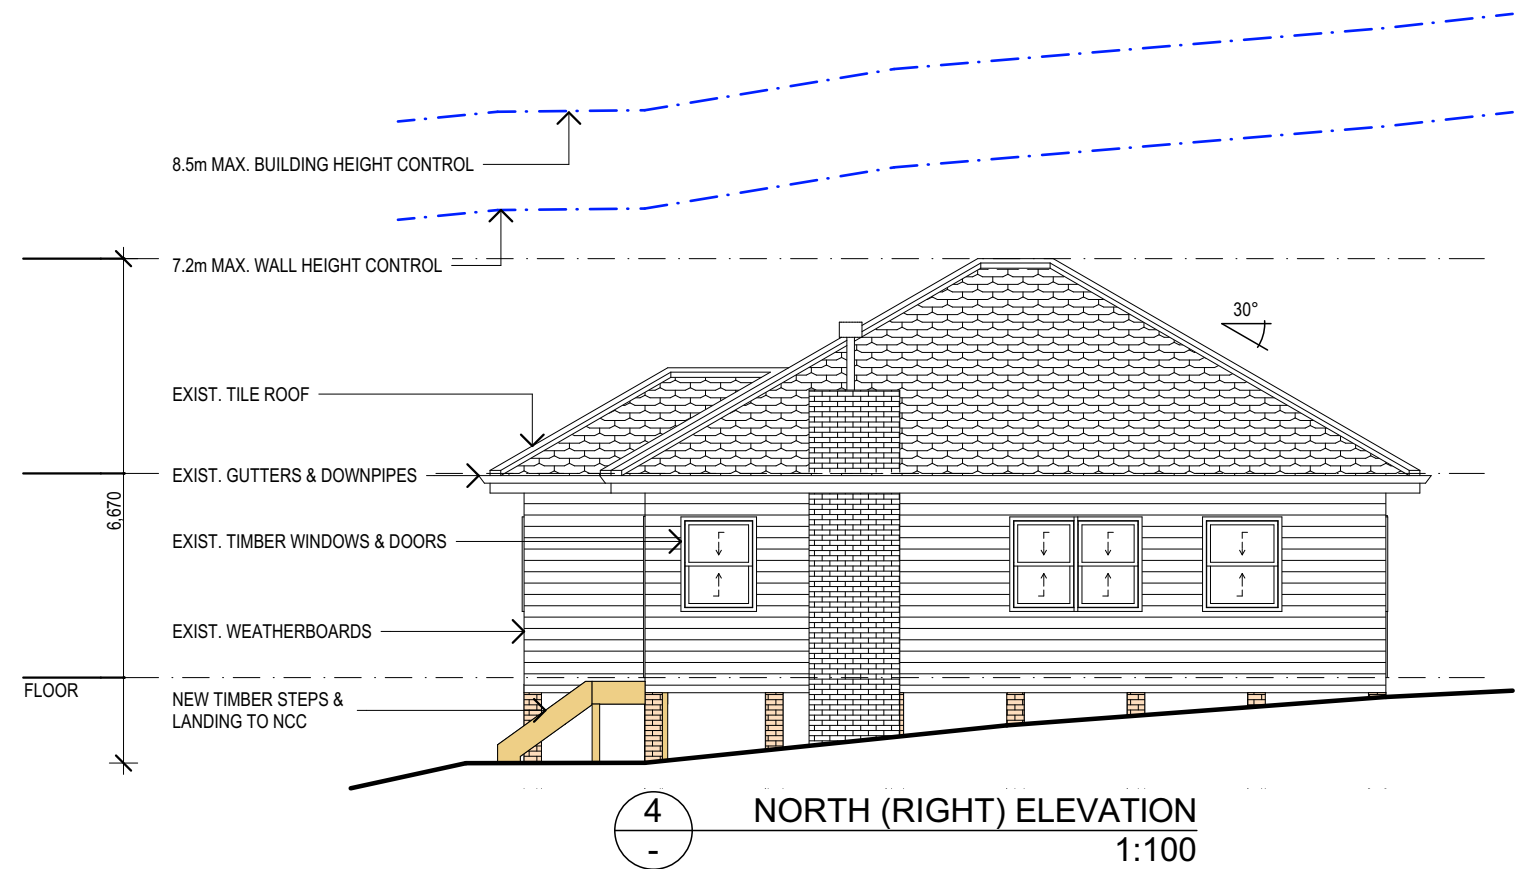 8.5m MAX. BUILDING HEIGHT CONTROL
7.2m MAX. WALL HEIGHT CONTROL
30°
EXIST. TILE ROOF
EXIST. GUTTERS & DOWNPIPES
6,670
EXIST. TIMBER WINDOWS & DOORS
EXIST. WEATHERBOARDS
FLOOR
NEW TIMBER STEPS &
LANDING TO NCC
4
-
NORTH (RIGHT) ELEVATION
1:100